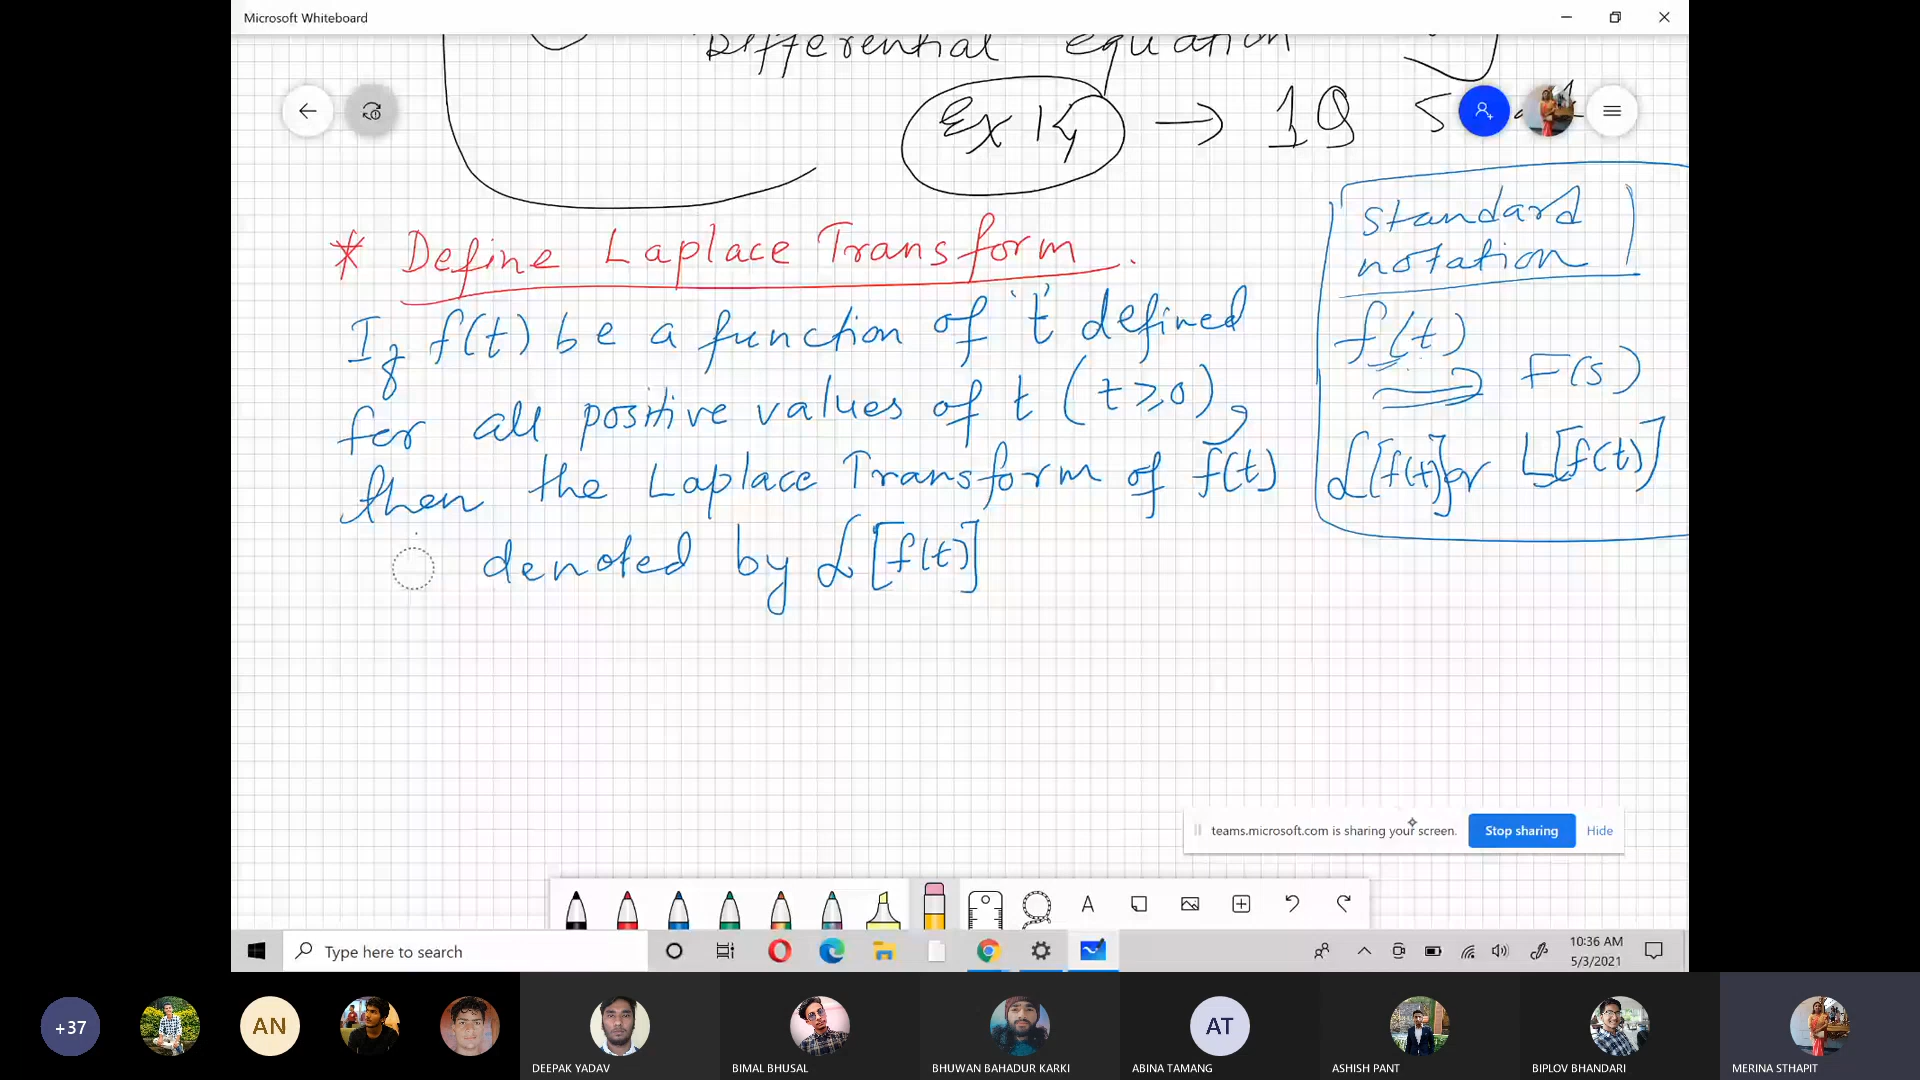 Microsoft Whiteboard
Differential equation
Ex 14 → 19 5
* Define Laplace Transform.
If f(t) be a function of 't' defined
for all positive values of t (t ≥ 0),
then the Laplace Transform of f(t)
denoted by ℒ[f(t)]
standard
notation
f(t)
⇒ F(s)
ℒ[f(t)] or L[f(t)]
teams.microsoft.com is sharing your screen.
Stop sharing
Hide
A
Type here to search
10:36 AM
5/3/2021
+37
AN
AT
DEEPAK YADAV
BIMAL BHUSAL
BHUWAN BAHADUR KARKI
ABINA TAMANG
ASHISH PANT
BIPLOV BHANDARI
MERINA STHAPIT